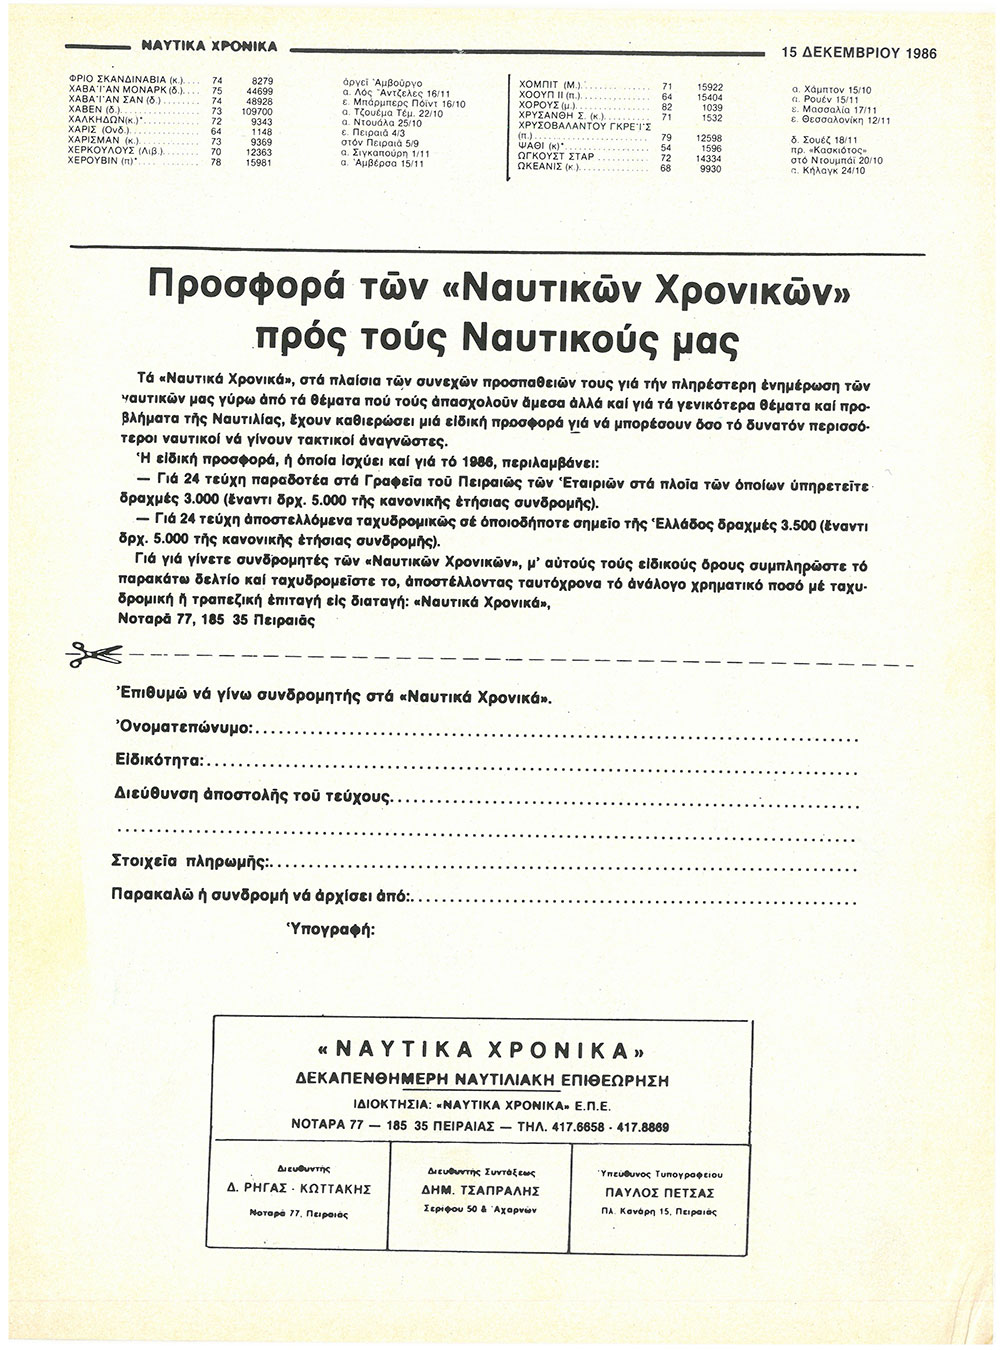 ΝΑΥΤΙΚΑ ΧΡΟΝΙΚΑ
15 ΔΕΚΕΜΒΡΙΟΥ 1986
ΦΡΙΟ ΣΚΑΝΔΙΝΑΒΙΑ (κ.).... 74 8279 ἀργεῖ Ἀμβοῦργο
ΧΑΒΑ·Ι·ΑΝ ΜΟΝΑΡΚ (δ.)..... 75 44699 α. Λός Ἀντζελες 16/11
ΧΑΒΑ·Ι·ΑΝ ΣΑΝ (δ.)........ 74 48928 ε. Μπάρμπερς Πόϊντ 16/10
ΧΑΒΕΝ (δ.).................. 73 109700 α. Τζουέμα Τέμ. 22/10
ΧΑΛΚΗΔΩΝ(κ.)*............... 72 9343 α. Ντουάλα 25/10
ΧΑΡΙΣ (Ονδ.)................ 64 1148 ε. Πειραιᾶ 4/3
ΧΑΡΙΣΜΑΝ (κ.)............... 73 9369 στόν Πειραιᾶ 5/9
ΧΕΡΚΟΥΛΟΥΣ (Λιβ.)........... 70 12363 α. Σιγκαπούρη 1/11
ΧΕΡΟΥΒΙΝ (π)*............... 78 15981 α. Ἀμβέρσα 15/11
ΧΟΜΠΙΤ (Μ.)................ 71 15922 α. Χάμπτον 15/10
ΧΟΟΥΠ ΙΙ (π.)............... 64 15404 α. Ρουέν 15/11
ΧΟΡΟΥΣ (μ.)................. 82 1039 ε. Μασσαλία 17/11
ΧΡΥΣΑΝΘΗ Σ. (κ.)............ 71 1532 ε. Θεσσαλονίκη 12/11
ΧΡΥΣΟΒΑΛΑΝΤΟΥ ΓΚΡΕ·Ι·Σ
(π.)........................ 79 12598 δ. Σουέζ 18/11
ΨΑΘΙ (κ)*................... 54 1596 πρ. «Κασκιότος»
ΩΓΚΟΥΣΤ ΣΤΑΡ ............... 72 14334 στό Ντουμπάϊ 20/10
ΩΚΕΑΝΙΣ (κ.)................ 68 9930 α. Κήλαγκ 24/10
Προσφορά τῶν «Ναυτικῶν Χρονικῶν»
πρός τούς Ναυτικούς μας
Τά «Ναυτικά Χρονικά», στά πλαίσια τῶν συνεχῶν προσπαθειῶν τους γιά τήν πληρέστερη ἐνημέρωση τῶν
ναυτικῶν μας γύρω ἀπό τά θέματα πού τούς ἀπασχολοῦν ἄμεσα ἀλλά καί γιά τά γενικότερα θέματα καί προ-
βλήματα τῆς Ναυτιλίας, ἔχουν καθιερώσει μιά εἰδική προσφορά γιά νά μπορέσουν ὅσο τό δυνατόν περισσό-
τεροι ναυτικοί νά γίνουν τακτικοί ἀναγνῶστες.
Ἡ εἰδική προσφορά, ἡ ὁποία ἰσχύει καί γιά τό 1986, περιλαμβάνει:
— Γιά 24 τεύχη παραδοτέα στά Γραφεῖα τοῦ Πειραιῶς τῶν Ἑταιριῶν στά πλοῖα τῶν ὁποίων ὑπηρετεῖτε
δραχμές 3.000 (ἔναντι δρχ. 5.000 τῆς κανονικῆς ἐτήσιας συνδρομῆς).
— Γιά 24 τεύχη ἀποστελλόμενα ταχυδρομικῶς σέ ὁποιοδήποτε σημεῖο τῆς Ἑλλάδος δραχμές 3.500 (ἔναντι
δρχ. 5.000 τῆς κανονικῆς ἐτήσιας συνδρομῆς).
Γιά γιά γίνετε συνδρομητές τῶν «Ναυτικῶν Χρονικῶν», μ' αὐτούς τούς εἰδικούς ὅρους συμπληρῶστε τό
παρακάτω δελτίο καί ταχυδρομεῖστε το, ἀποστέλλοντας ταυτόχρονα τό ἀνάλογο χρηματικό ποσό μέ ταχυ-
δρομική ἤ τραπεζική ἐπιταγή εἰς διαταγή: «Ναυτικά Χρονικά»,
Νοταρᾶ 77, 185 35 Πειραιᾶς
Ἐπιθυμῶ νά γίνω συνδρομητής στά «Ναυτικά Χρονικά».
Ὀνοματεπώνυμο:..........
Εἰδικότητα:..........
Διεύθυνση ἀποστολῆς τοῦ τεύχους..........
..........
Στοιχεῖα πληρωμῆς:..........
Παρακαλῶ ἡ συνδρομή νά ἀρχίσει ἀπό:..........
Ὑπογραφή:
«ΝΑΥΤΙΚΑ ΧΡΟΝΙΚΑ»
ΔΕΚΑΠΕΝΘΗΜΕΡΗ ΝΑΥΤΙΛΙΑΚΗ ΕΠΙΘΕΩΡΗΣΗ
ΙΔΙΟΚΤΗΣΙΑ: «ΝΑΥΤΙΚΑ ΧΡΟΝΙΚΑ» Ε.Π.Ε.
ΝΟΤΑΡΑ 77 — 185 35 ΠΕΙΡΑΙΑΣ — ΤΗΛ. 417.6658 - 417.8869
Διευθυντής
Δ. ΡΗΓΑΣ - ΚΩΤΤΑΚΗΣ
Νοταρᾶ 77, Πειραιᾶς
Διευθυντής Συντάξεως
ΔΗΜ. ΤΣΑΠΡΑΛΗΣ
Σερίφου 50 & Ἀχαρνῶν
Ὑπεύθυνος Τυπογραφείου
ΠΑΥΛΟΣ ΠΕΤΣΑΣ
Πλ. Κανάρη 15, Πειραιᾶς